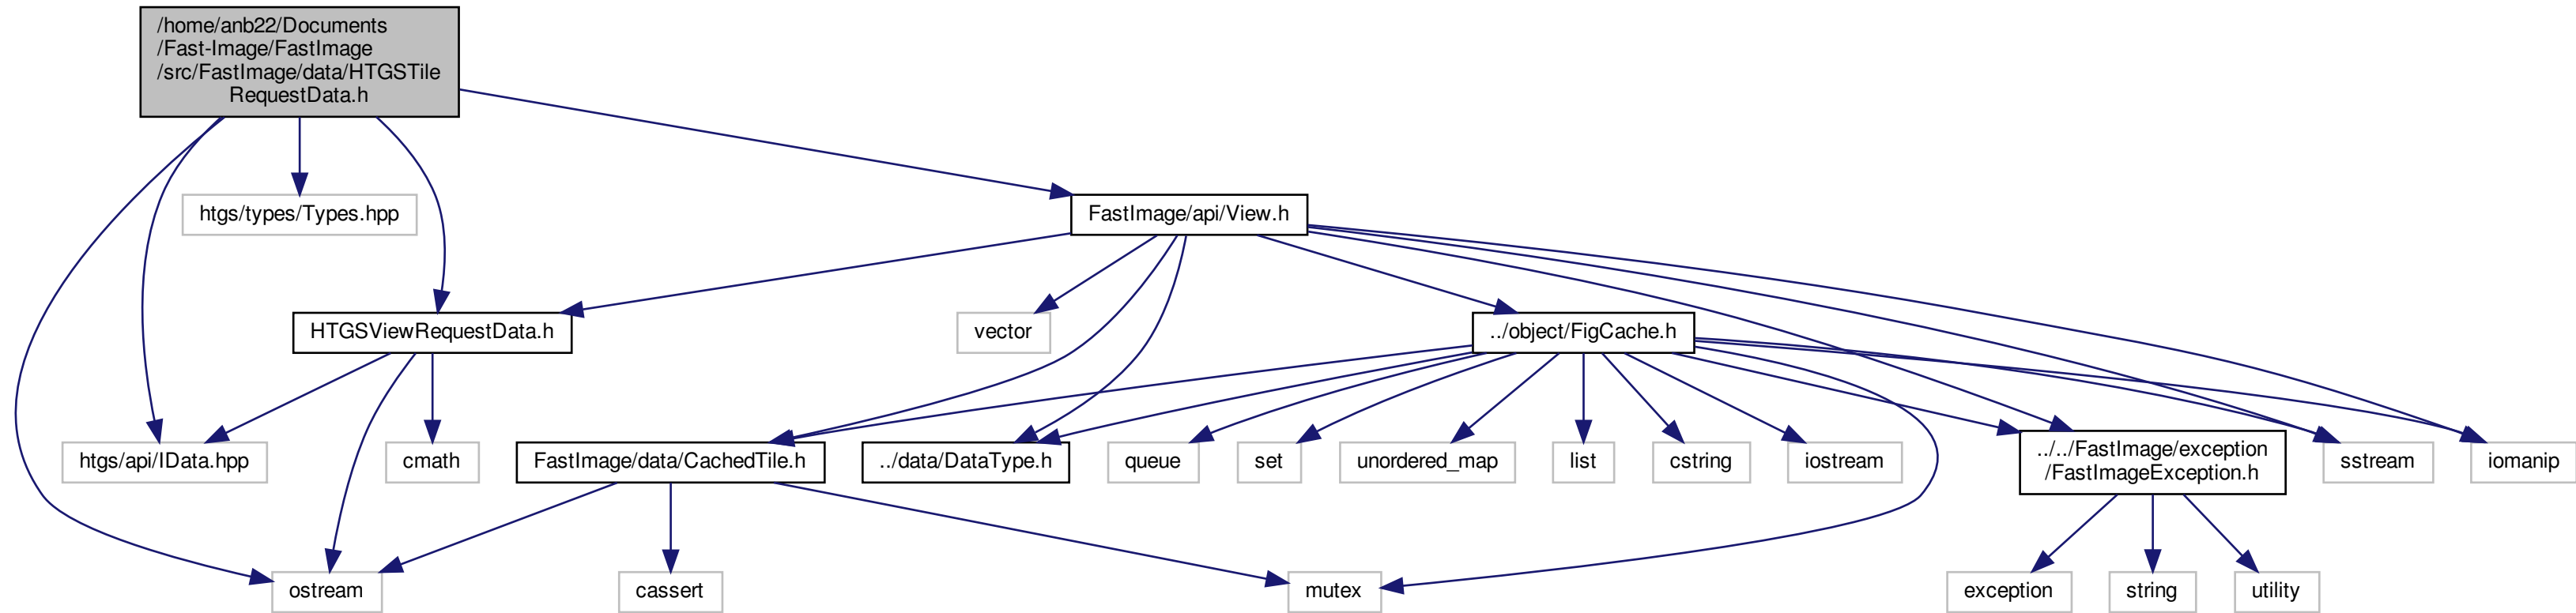 /home/anb22/Documents
/Fast-Image/FastImage
/src/FastImage/data/HTGSTile
RequestData.h
htgs/types/Types.hpp
FastImage/api/View.h
HTGSViewRequestData.h
vector
../object/FigCache.h
htgs/api/IData.hpp
cmath
FastImage/data/CachedTile.h
../data/DataType.h
queue
set
unordered_map
list
cstring
iostream
../../FastImage/exception
/FastImageException.h
sstream
iomanip
ostream
cassert
mutex
exception
string
utility